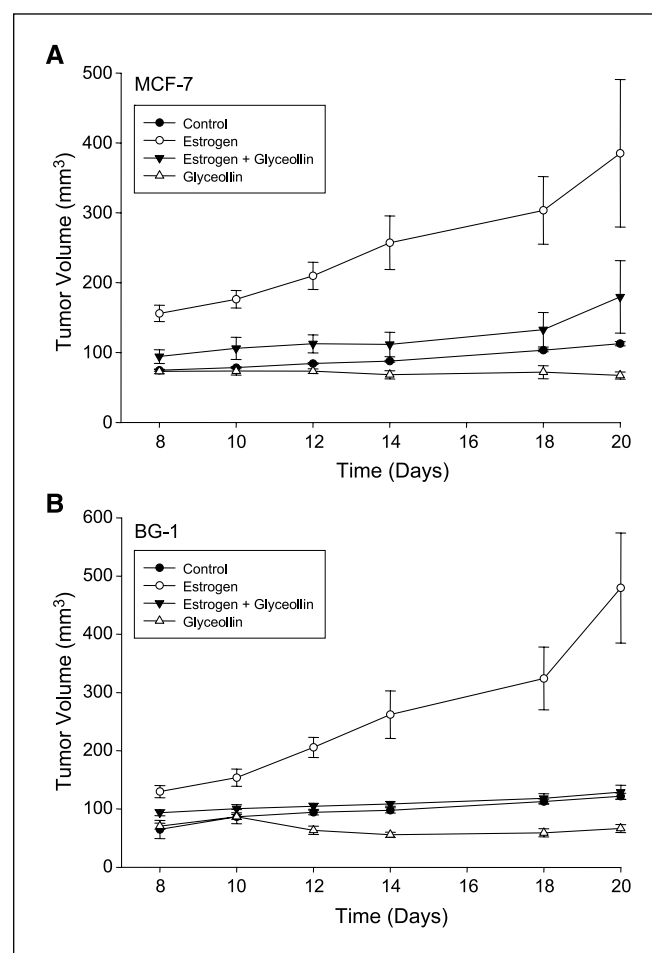 A
MCF-7
Control
Estrogen
Estrogen + Glyceollin
Glyceollin
Tumor Volume (mm³)
500
400
300
200
100
0
8 10 12 14 16 18 20
Time (Days)
B
BG-1
Control
Estrogen
Estrogen + Glyceollin
Glyceollin
Tumor Volume (mm³)
600
500
400
300
200
100
0
8 10 12 14 16 18 20
Time (Days)